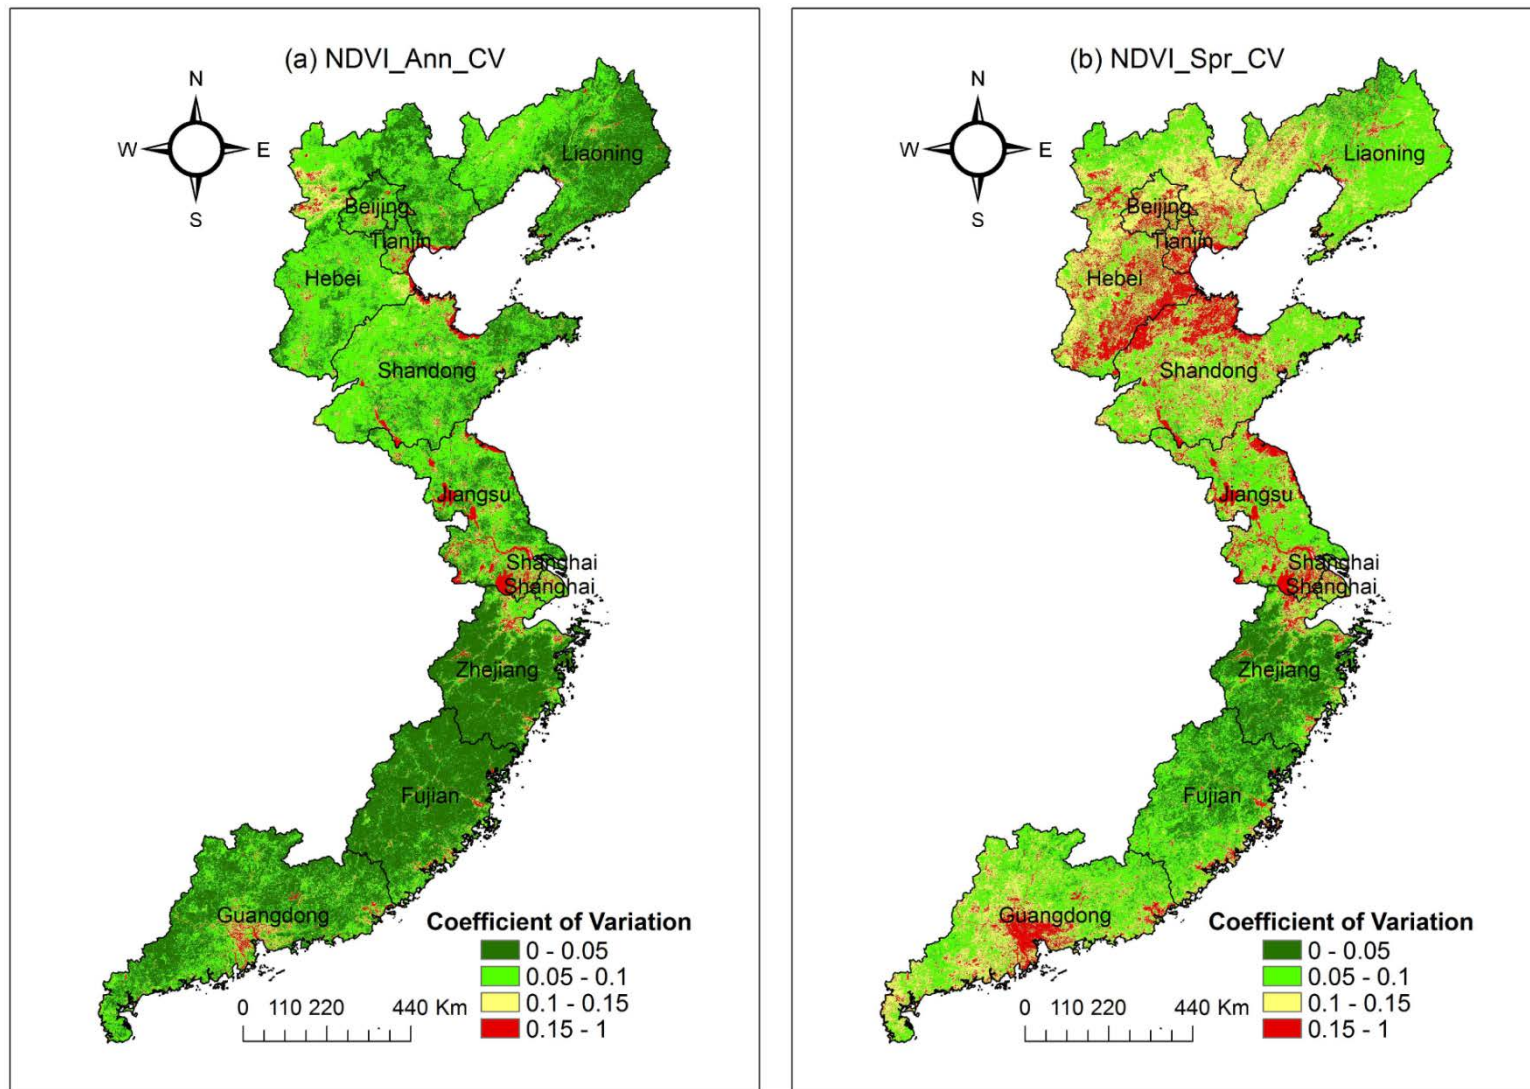 (a) NDVI_Ann_CV
N
W
E
S
Liaoning
Beijing
Tianjin
Hebei
Shandong
Jiangsu
Shanghai
Shanghai
Zhejiang
Fujian
Guangdong
Coefficient of Variation
0 - 0.05
0.05 - 0.1
0.1 - 0.15
0.15 - 1
0 110 220 440 Km
(b) NDVI_Spr_CV
N
W
E
S
Liaoning
Beijing
Tianjin
Hebei
Shandong
Jiangsu
Shanghai
Shanghai
Zhejiang
Fujian
Guangdong
Coefficient of Variation
0 - 0.05
0.05 - 0.1
0.1 - 0.15
0.15 - 1
0 110 220 440 Km